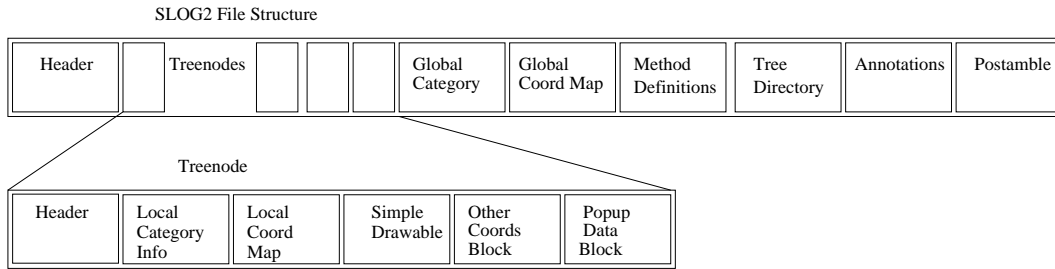 SLOG2 File Structure
Header
Treenodes
Global
Category
Global
Coord Map
Method
Definitions
Tree
Directory
Annotations
Postamble
Treenode
Header
Local
Category
Info
Local
Coord
Map
Simple
Drawable
Other
Coords
Block
Popup
Data
Block